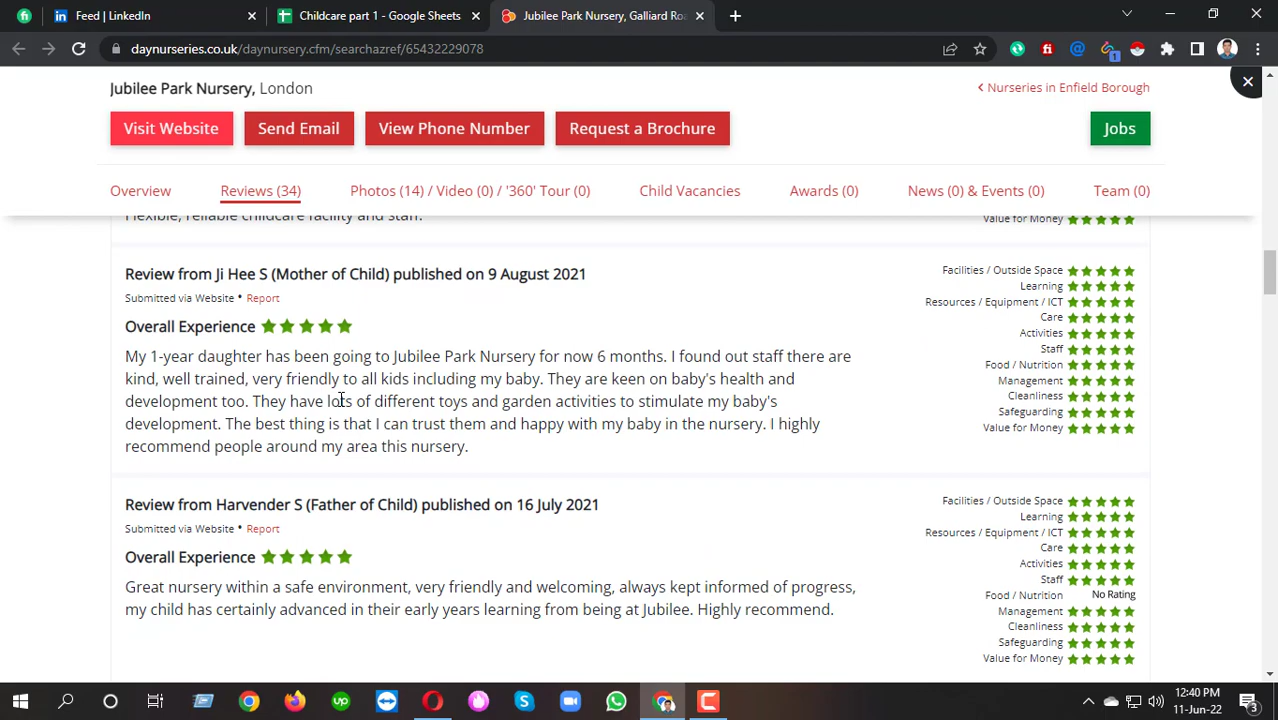 Feed | LinkedIn
Childcare part 1 - Google Sheets
Jubilee Park Nursery, Galliard Roa
daynurseries.co.uk/daynursery.cfm/searchazref/65432229078
Jubilee Park Nursery, London
Nurseries in Enfield Borough
Visit Website
Send Email
View Phone Number
Request a Brochure
Jobs
Overview
Reviews (34)
Photos (14) / Video (0) / '360' Tour (0)
Child Vacancies
Awards (0)
News (0) & Events (0)
Team (0)
Flexible, reliable childcare facility and staff.
Value for Money
Review from Ji Hee S (Mother of Child) published on 9 August 2021
Submitted via Website • Report
Overall Experience
My 1-year daughter has been going to Jubilee Park Nursery for now 6 months. I found out staff there are
kind, well trained, very friendly to all kids including my baby. They are keen on baby's health and
development too. They have lots of different toys and garden activities to stimulate my baby's
development. The best thing is that I can trust them and happy with my baby in the nursery. I highly
recommend people around my area this nursery.
Facilities / Outside Space
Learning
Resources / Equipment / ICT
Care
Activities
Staff
Food / Nutrition
Management
Cleanliness
Safeguarding
Value for Money
Review from Harvender S (Father of Child) published on 16 July 2021
Submitted via Website • Report
Overall Experience
Great nursery within a safe environment, very friendly and welcoming, always kept informed of progress,
my child has certainly advanced in their early years learning from being at Jubilee. Highly recommend.
Facilities / Outside Space
Learning
Resources / Equipment / ICT
Care
Activities
Staff
Food / Nutrition No Rating
Management
Cleanliness
Safeguarding
Value for Money
12:40 PM
11-Jun-22